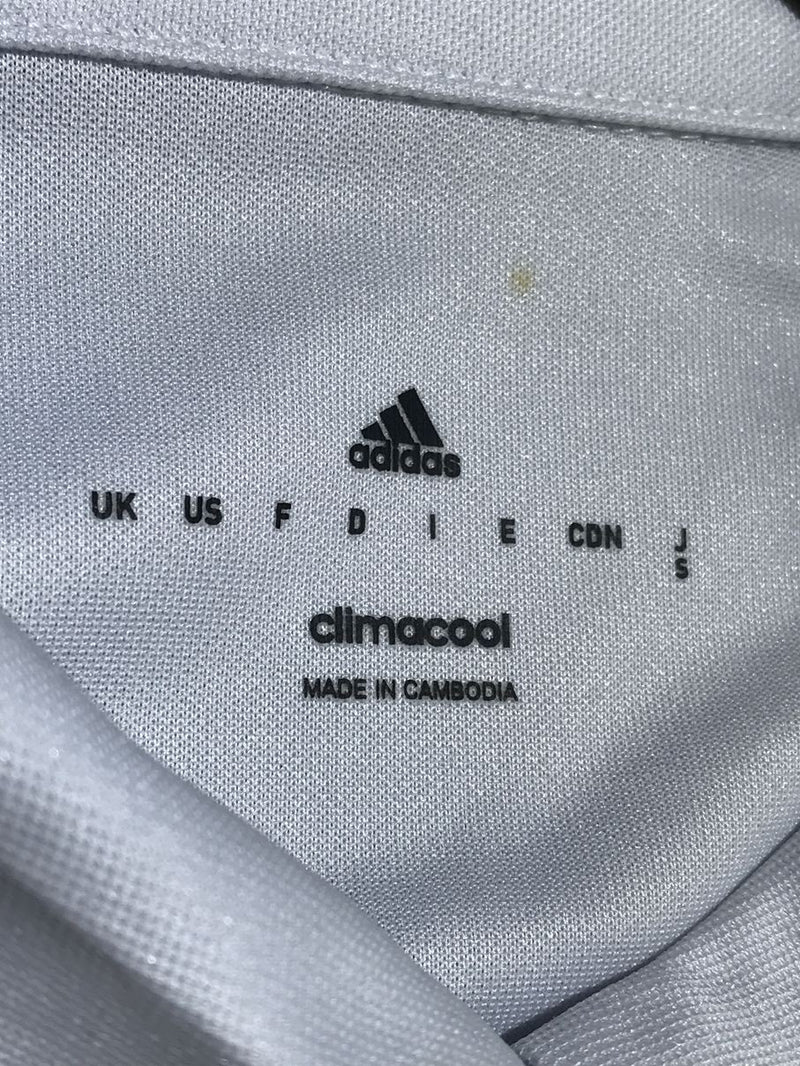 adidas
UK US F D I E CDN J
S
climacool
MADE IN CAMBODIA